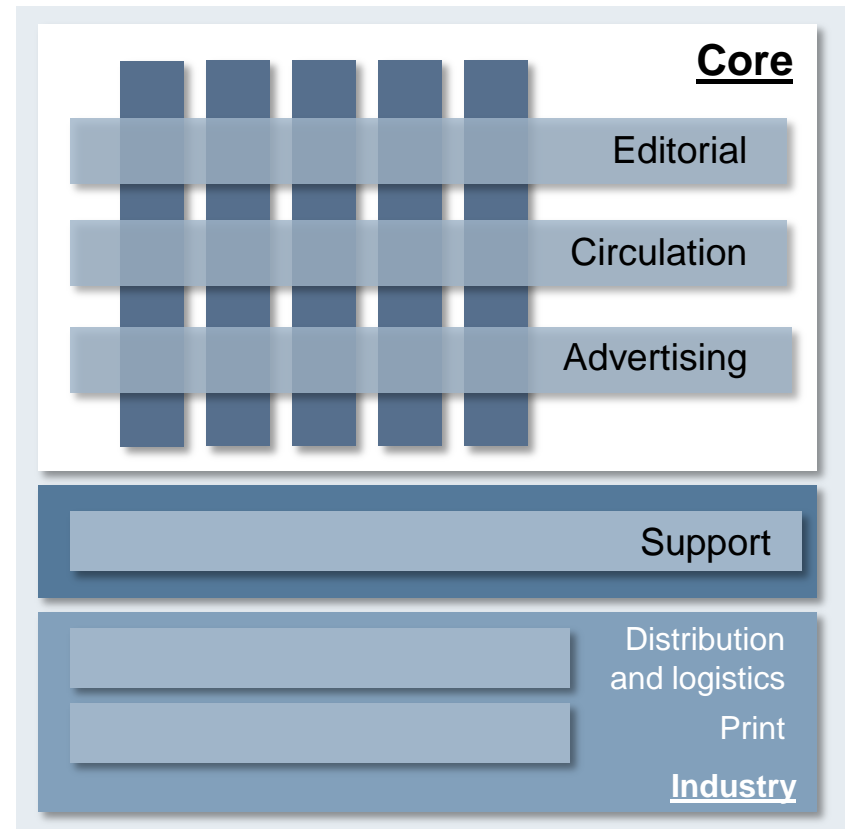 Core
Editorial
Circulation
Advertising
Support
Distribution
and logistics
Print
Industry